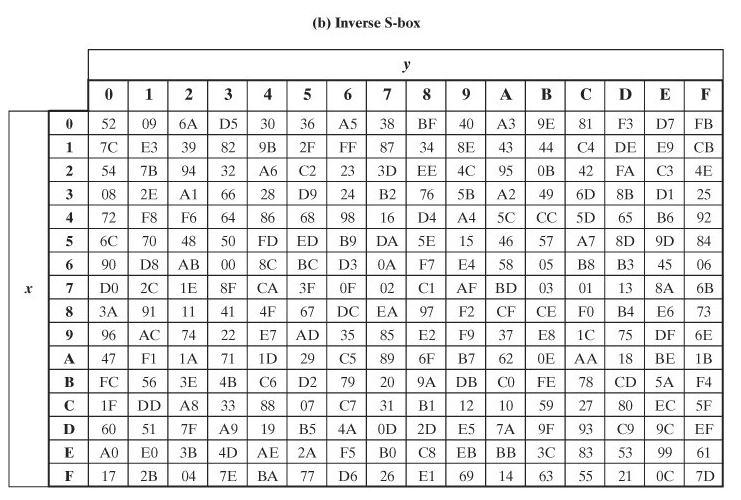 (b) Inverse S-box
y
0 1 2 3 4 5 6 7 8 9 A B C D E F
0 52 09 6A D5 30 36 A5 38 BF 40 A3 9E 81 F3 D7 FB
1 7C E3 39 82 9B 2F FF 87 34 8E 43 44 C4 DE E9 CB
2 54 7B 94 32 A6 C2 23 3D EE 4C 95 0B 42 FA C3 4E
3 08 2E A1 66 28 D9 24 B2 76 5B A2 49 6D 8B D1 25
4 72 F8 F6 64 86 68 98 16 D4 A4 5C CC 5D 65 B6 92
5 6C 70 48 50 FD ED B9 DA 5E 15 46 57 A7 8D 9D 84
6 90 D8 AB 00 8C BC D3 0A F7 E4 58 05 B8 B3 45 06
x 7 D0 2C 1E 8F CA 3F 0F 02 C1 AF BD 03 01 13 8A 6B
8 3A 91 11 41 4F 67 DC EA 97 F2 CF CE F0 B4 E6 73
9 96 AC 74 22 E7 AD 35 85 E2 F9 37 E8 1C 75 DF 6E
A 47 F1 1A 71 1D 29 C5 89 6F B7 62 0E AA 18 BE 1B
B FC 56 3E 4B C6 D2 79 20 9A DB C0 FE 78 CD 5A F4
C 1F DD A8 33 88 07 C7 31 B1 12 10 59 27 80 EC 5F
D 60 51 7F A9 19 B5 4A 0D 2D E5 7A 9F 93 C9 9C EF
E A0 E0 3B 4D AE 2A F5 B0 C8 EB BB 3C 83 53 99 61
F 17 2B 04 7E BA 77 D6 26 E1 69 14 63 55 21 0C 7D